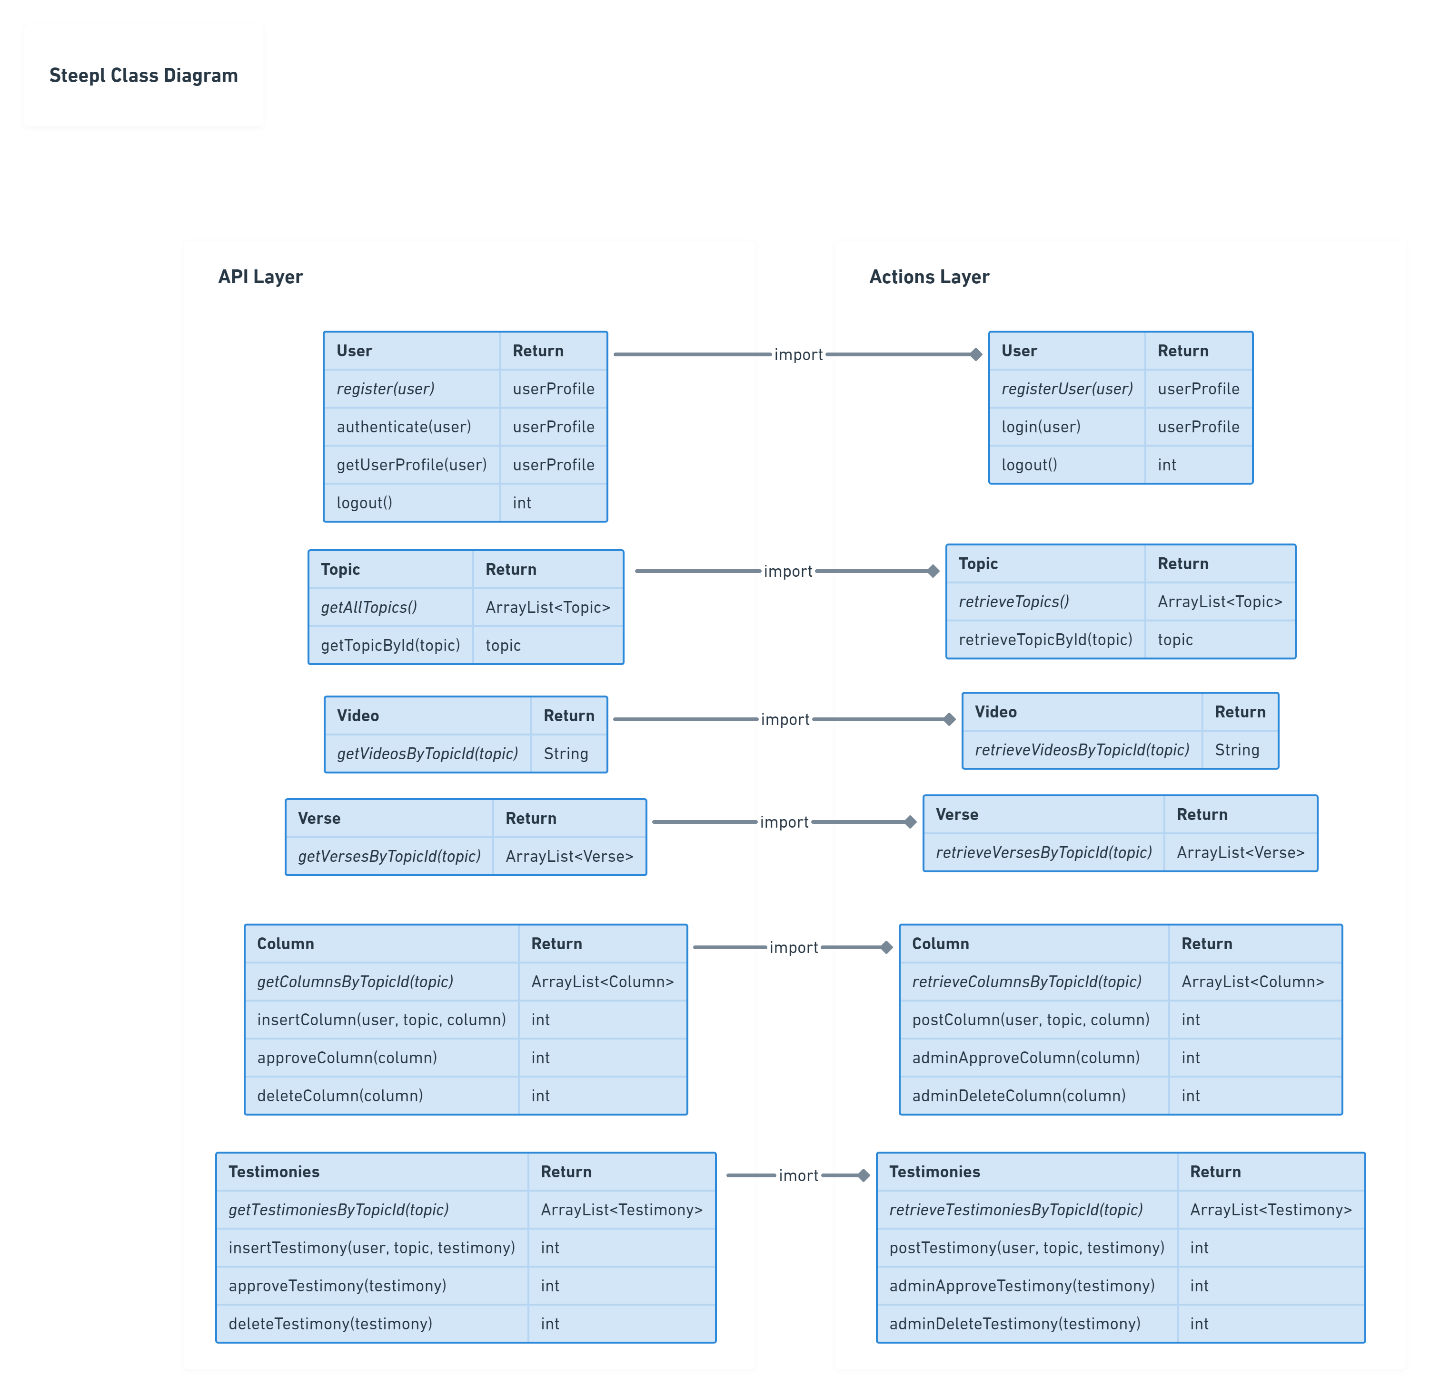 Steepl Class Diagram
API Layer
User Return
register(user) userProfile
authenticate(user) userProfile
getUserProfile(user) userProfile
logout() int
Topic Return
getAllTopics() ArrayList<Topic>
getTopicById(topic) topic
Video Return
getVideosByTopicId(topic) String
Verse Return
getVersesByTopicId(topic) ArrayList<Verse>
Column Return
getColumnsByTopicId(topic) ArrayList<Column>
insertColumn(user, topic, column) int
approveColumn(column) int
deleteColumn(column) int
Testimonies Return
getTestimoniesByTopicId(topic) ArrayList<Testimony>
insertTestimony(user, topic, testimony) int
approveTestimony(testimony) int
deleteTestimony(testimony) int
import
import
import
import
import
imort
Actions Layer
User Return
registerUser(user) userProfile
login(user) userProfile
logout() int
Topic Return
retrieveTopics() ArrayList<Topic>
retrieveTopicById(topic) topic
Video Return
retrieveVideosByTopicId(topic) String
Verse Return
retrieveVersesByTopicId(topic) ArrayList<Verse>
Column Return
retrieveColumnsByTopicId(topic) ArrayList<Column>
postColumn(user, topic, column) int
adminApproveColumn(column) int
adminDeleteColumn(column) int
Testimonies Return
retrieveTestimoniesByTopicId(topic) ArrayList<Testimony>
postTestimony(user, topic, testimony) int
adminApproveTestimony(testimony) int
adminDeleteTestimony(testimony) int